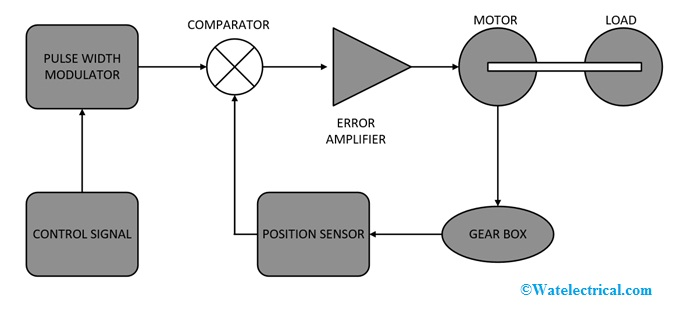 COMPARATOR
MOTOR
LOAD
PULSE WIDTH
MODULATOR
ERROR
AMPLIFIER
CONTROL SIGNAL
POSITION SENSOR
GEAR BOX
©Watelectrical.com